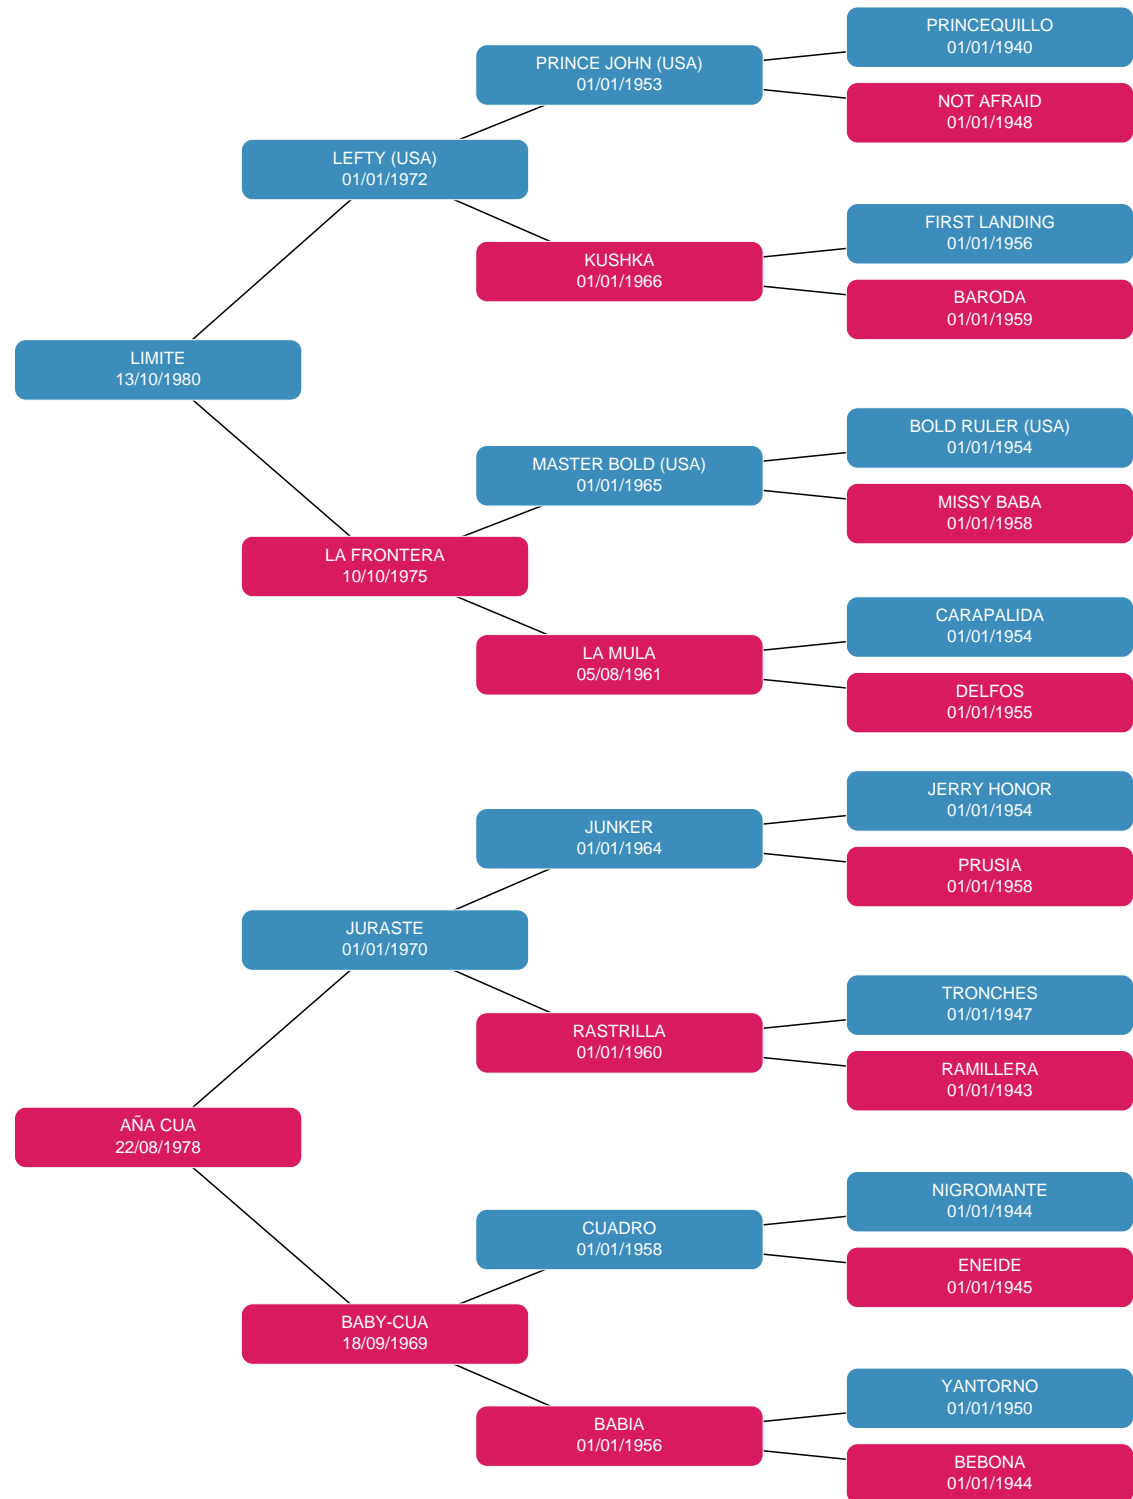 PRINCEQUILLO
01/01/1940
PRINCE JOHN (USA)
01/01/1953
NOT AFRAID
01/01/1948
LEFTY (USA)
01/01/1972
FIRST LANDING
01/01/1956
KUSHKA
01/01/1966
BARODA
01/01/1959
LIMITE
13/10/1980
BOLD RULER (USA)
01/01/1954
MASTER BOLD (USA)
01/01/1965
MISSY BABA
01/01/1958
LA FRONTERA
10/10/1975
CARAPALIDA
01/01/1954
LA MULA
05/08/1961
DELFOS
01/01/1955
JERRY HONOR
01/01/1954
JUNKER
01/01/1964
PRUSIA
01/01/1958
JURASTE
01/01/1970
TRONCHES
01/01/1947
RASTRILLA
01/01/1960
RAMILLERA
01/01/1943
AÑA CUA
22/08/1978
NIGROMANTE
01/01/1944
CUADRO
01/01/1958
ENEIDE
01/01/1945
BABY-CUA
18/09/1969
YANTORNO
01/01/1950
BABIA
01/01/1956
BEBONA
01/01/1944